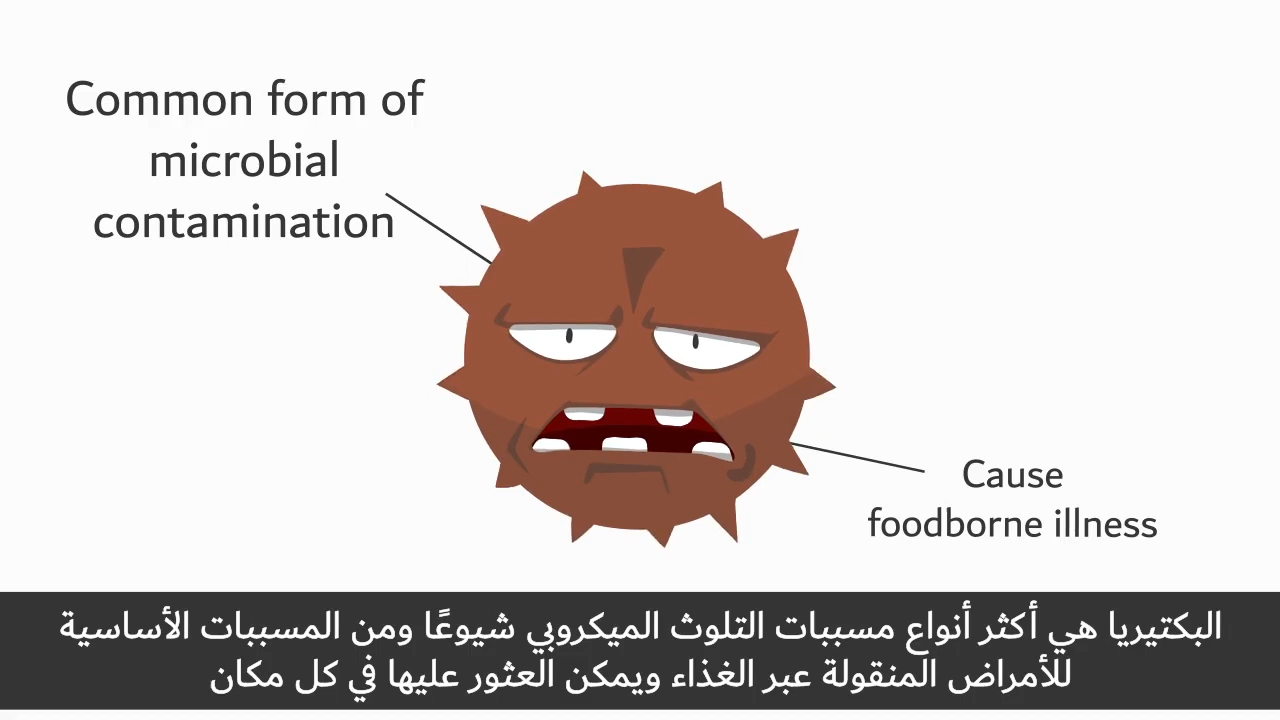 Common form of
microbial
contamination
Cause
foodborne illness
البكتيريا هي أكثر أنواع مسببات التلوث الميكروبي شيوعًا ومن المسببات الأساسية
للأمراض المنقولة عبر الغذاء ويمكن العثور عليها في كل مكان